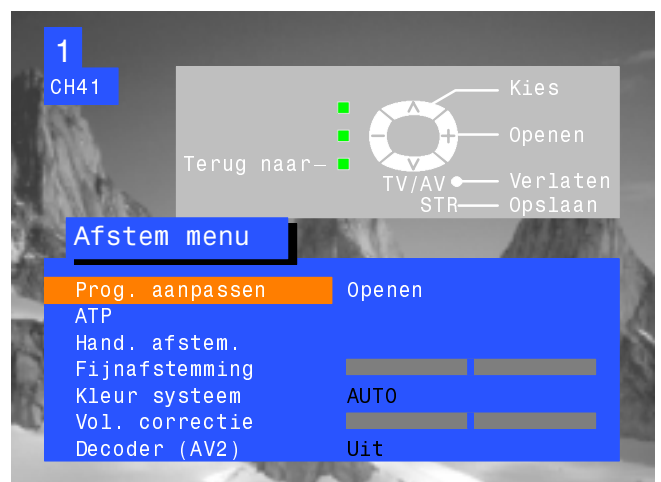 1
CH41
Kies
Openen
Terug naar
TV/AV Verlaten
STR Opslaan
Afstem menu
Prog. aanpassen Openen
ATP
Hand. afstem.
Fijnafstemming
Kleur systeem AUTO
Vol. correctie
Decoder (AV2) Uit